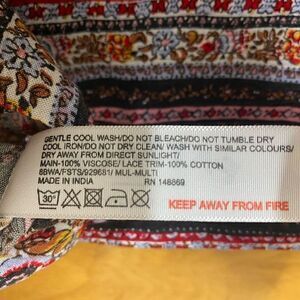 GENTLE COOL WASH/DO NOT BLEACH/DO NOT TUMBLE DRY
COOL IRON/DO NOT DRY CLEAN/ WASH WITH SIMILAR COLOURS/
DRY AWAY FROM DIRECT SUNLIGHT/
MAIN-100% VISCOSE/ LACE TRIM-100% COTTON
8BWA/FSTS/929681/ MUL-MULTI
MADE IN INDIA RN 148869
30°
KEEP AWAY FROM FIRE